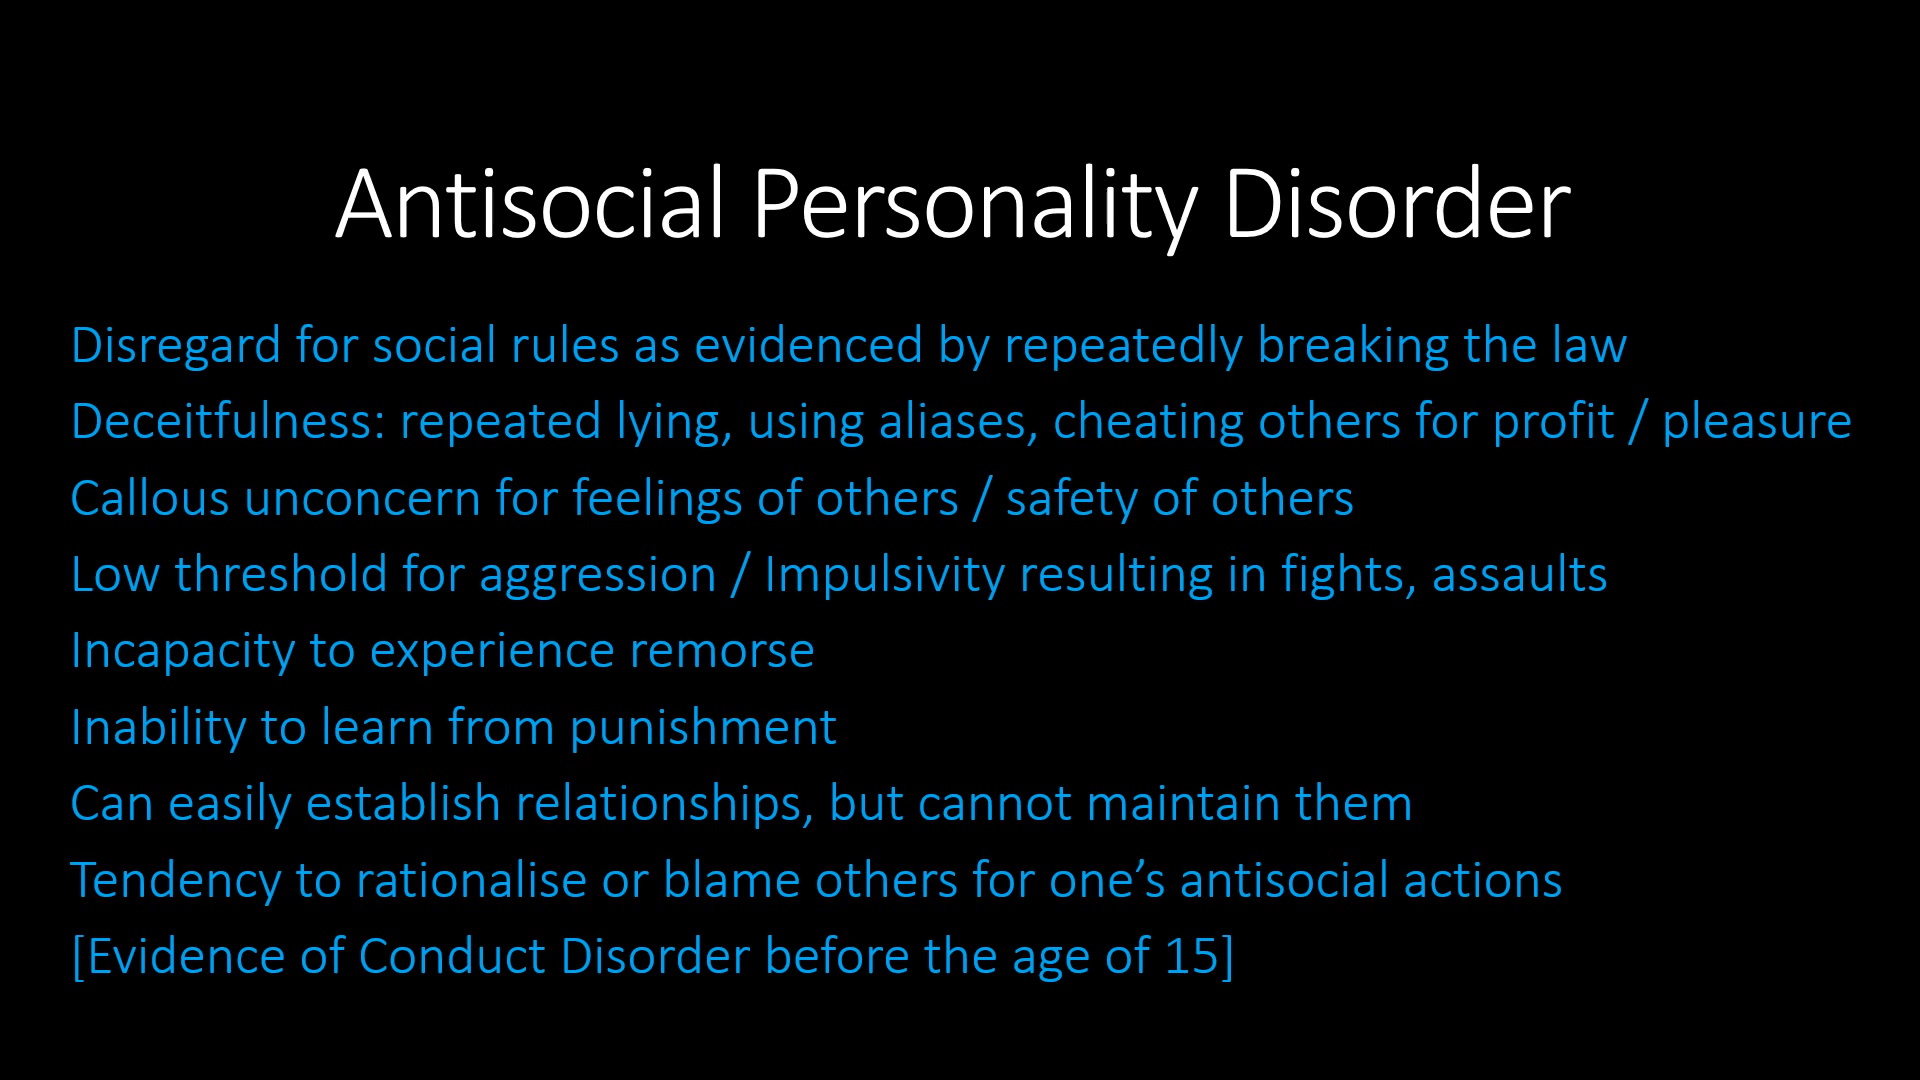 Antisocial Personality Disorder
Disregard for social rules as evidenced by repeatedly breaking the law
Deceitfulness: repeated lying, using aliases, cheating others for profit / pleasure
Callous unconcern for feelings of others / safety of others
Low threshold for aggression / Impulsivity resulting in fights, assaults
Incapacity to experience remorse
Inability to learn from punishment
Can easily establish relationships, but cannot maintain them
Tendency to rationalise or blame others for one’s antisocial actions
[Evidence of Conduct Disorder before the age of 15]